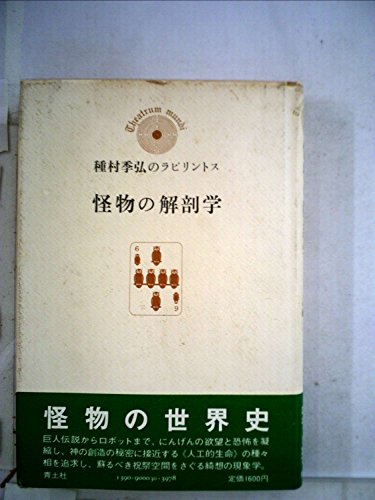 Theatrum mundi
種村季弘のラビリントス
怪物の解剖学
6
6
怪物の世界史
巨人伝説からロボットまで、にんげんの欲望と恐怖を凝
縮し、神の創造の秘密に接近する《人工的生命》の種々
相を追求し、蘇るべき祝祭空間をさぐる綺想の現象学。
青土社
1390-900030-3978
定価1600円